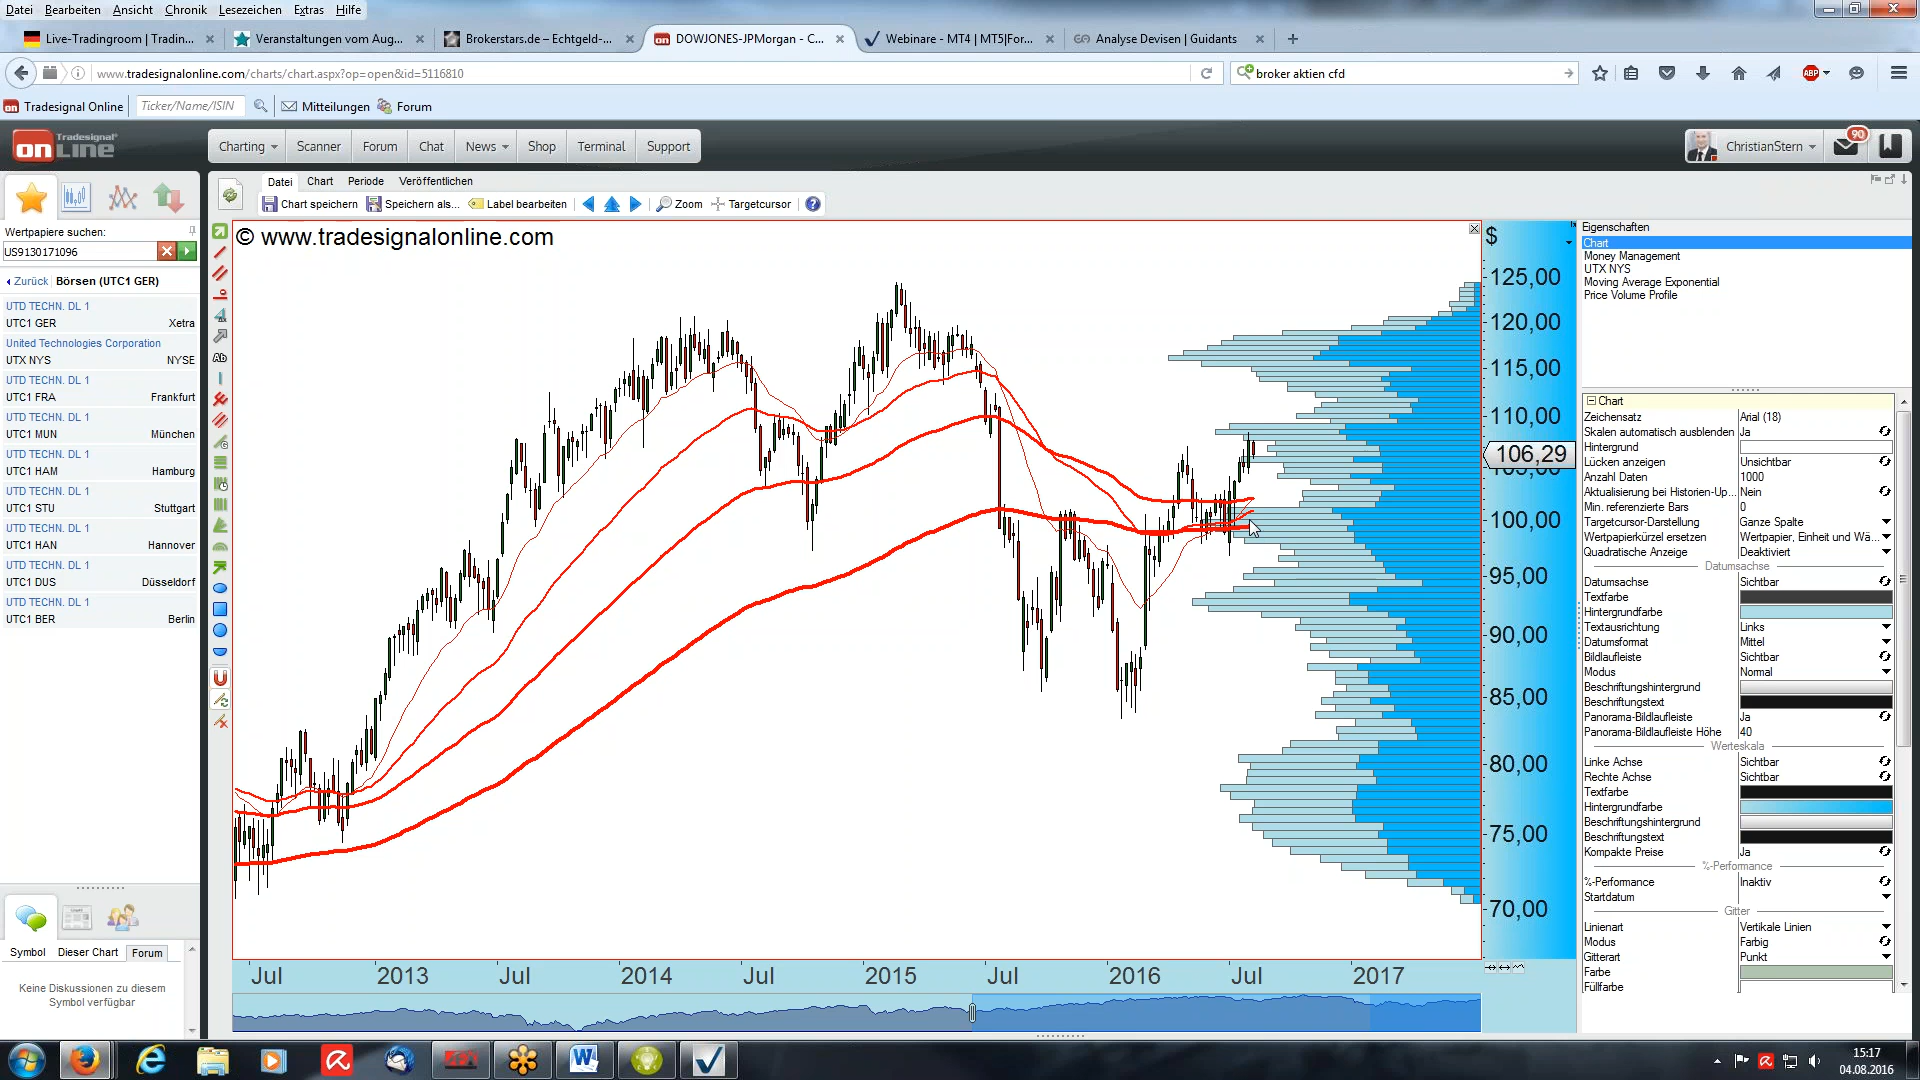 Datei Bearbeiten Ansicht Chronik Lesezeichen Extras Hilfe
Live-Tradingroom | Tradin...
Veranstaltungen vom Aug...
Brokerstars.de – Echtgeld-...
DOWJONES-JPMorgan - C...
Webinare - MT4 | MT5|For...
Analyse Devisen | Guidants
www.tradesignalonline.com/charts/chart.aspx?op=open&id=5116810
broker aktien cfd
ABP
on Tradesignal Online
Ticker/Name/ISIN
Mitteilungen
Forum
Tradesignal®
on LINE
Charting
Scanner
Forum
Chat
News
Shop
Terminal
Support
ChristianStern
90
Datei Chart Periode Veröffentlichen
Chart speichern Speichern als... Label bearbeiten Zoom Targetcursor
Wertpapiere suchen:
US9130171096
Zurück Börsen (UTC1 GER)
UTD TECHN. DL 1
UTC1 GER Xetra
United Technologies Corporation
UTX NYS NYSE
UTD TECHN. DL 1
UTC1 FRA Frankfurt
UTD TECHN. DL 1
UTC1 MUN München
UTD TECHN. DL 1
UTC1 HAM Hamburg
UTD TECHN. DL 1
UTC1 STU Stuttgart
UTD TECHN. DL 1
UTC1 HAN Hannover
UTD TECHN. DL 1
UTC1 DUS Düsseldorf
UTD TECHN. DL 1
UTC1 BER Berlin
Symbol Dieser Chart Forum
Keine Diskussionen zu diesem
Symbol verfügbar
Ab
© www.tradesignalonline.com
$
125,00
120,00
115,00
110,00
106,29
105,00
100,00
95,00
90,00
85,00
80,00
75,00
70,00
Jul 2013 Jul 2014 Jul 2015 Jul 2016 Jul 2017
Eigenschaften
Chart
Money Management
UTX NYS
Moving Average Exponential
Price Volume Profile
Chart
Zeichensatz Arial (18)
Skalen automatisch ausblenden Ja
Hintergrund
Lücken anzeigen Unsichtbar
Anzahl Daten 1000
Aktualisierung bei Historien-Up... Nein
Min. referenzierte Bars 0
Targetcursor-Darstellung Ganze Spalte
Wertpapierkürzel ersetzen Wertpapier, Einheit und Wä...
Quadratische Anzeige Deaktiviert
Datumsachse
Datumsachse Sichtbar
Textfarbe
Hintergrundfarbe
Textausrichtung Links
Datumsformat Mittel
Bildlaufleiste Sichtbar
Modus Normal
Beschriftungshintergrund
Beschriftungstext
Panorama-Bildlaufleiste Ja
Panorama-Bildlaufleiste Höhe 40
Werteskala
Linke Achse Sichtbar
Rechte Achse Sichtbar
Textfarbe
Hintergrundfarbe
Beschriftungshintergrund
Beschriftungstext
Kompakte Preise Ja
%-Performance
%-Performance Inaktiv
Startdatum
Gitter
Linienart Vertikale Linien
Modus Farbig
Gitterart Punkt
Farbe
Füllfarbe
15:17
04.08.2016